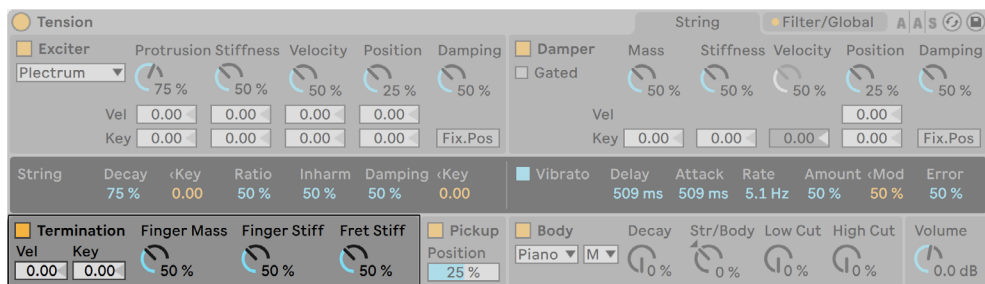 Tension String Filter/Global A A S
Exciter Protrusion Stiffness Velocity Position Damping Damper Mass Stiffness Velocity Position Damping
Plectrum 75 % 50 % 50 % 25 % 50 % Gated 50 % 50 % 50 % 25 % 50 %
Vel 0.00 0.00 0.00 0.00 Vel 0.00
Key 0.00 0.00 0.00 0.00 Fix.Pos Key 0.00 0.00 0.00 0.00 Fix.Pos
String Decay ‹Key Ratio Inharm Damping ‹Key Vibrato Delay Attack Rate Amount ‹Mod Error
75 % 0.00 50 % 50 % 50 % 0.00 509 ms 509 ms 5.1 Hz 50 % 50 % 50 %
Termination Finger Mass Finger Stiff Fret Stiff Pickup Body Decay Str/Body Low Cut High Cut Volume
Vel Key Position Piano M
0.00 0.00 50 % 50 % 50 % 25 % 0 % 0 % 0 % 0 % 0.0 dB